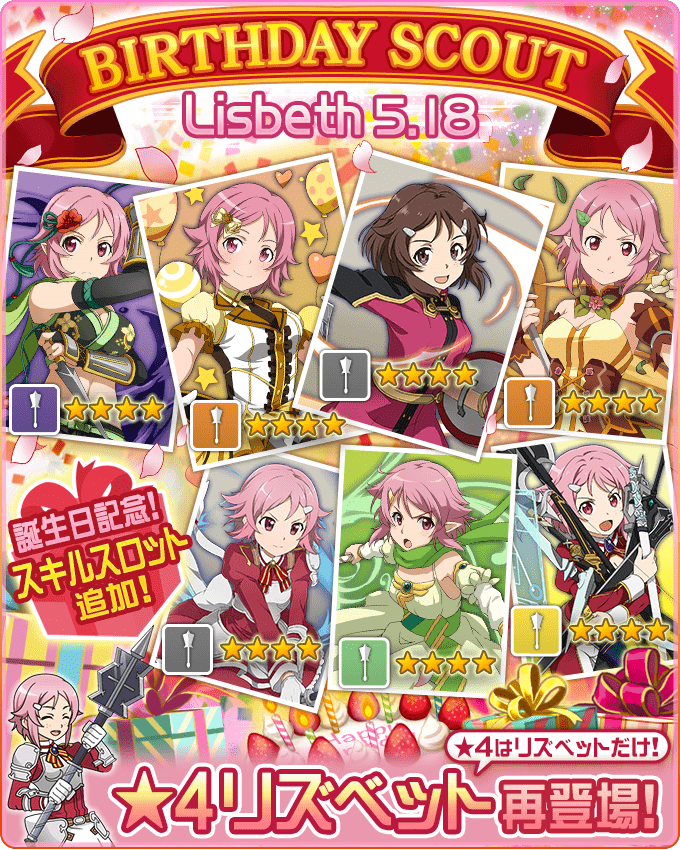 BIRTHDAY SCOUT
Lisbeth 5.18
誕生日記念!
スキルスロット
追加!
Happy
★4はリズベットだけ!
★4リズベット再登場!